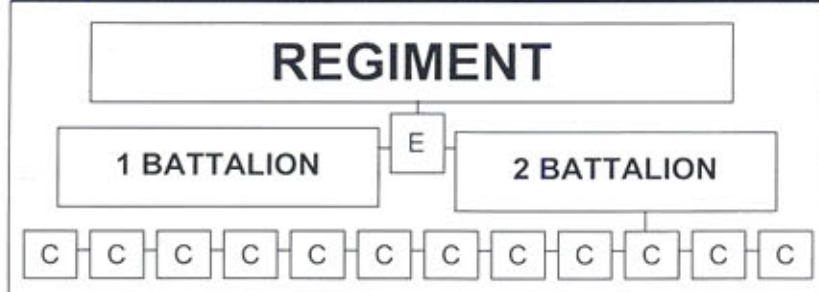 REGIMENT
E
1 BATTALION
2 BATTALION
C C C C C C C C C C C C